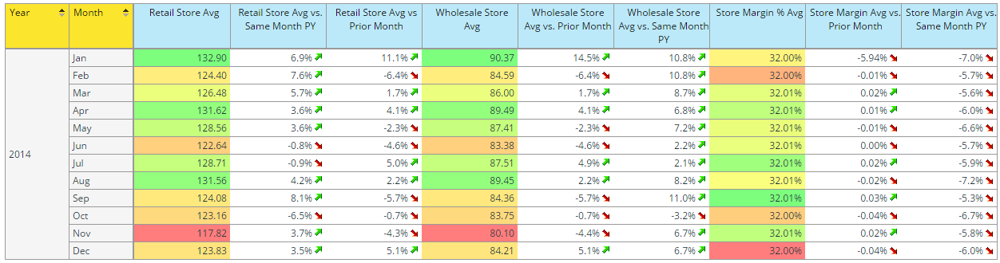 Year Month Retail Store Avg Retail Store Avg vs. Same Month PY Retail Store Avg vs Prior Month Wholesale Store Avg Wholesale Store Avg vs. Prior Month Wholesale Store Avg vs. Same Month PY Store Margin % Avg Store Margin Avg vs. Prior Month Store Margin Avg vs. Same Month PY
2014
Jan 132.90 6.9% 11.1% 90.37 14.5% 10.8% 32.00% -5.94% -7.0%
Feb 124.40 7.6% -6.4% 84.59 -6.4% 10.8% 32.00% -0.01% -5.7%
Mar 126.48 5.7% 1.7% 86.00 1.7% 8.7% 32.01% 0.02% -5.6%
Apr 131.62 3.6% 4.1% 89.49 4.1% 6.8% 32.01% 0.01% -6.0%
May 128.56 3.6% -2.3% 87.41 -2.3% 7.2% 32.01% -0.01% -6.6%
Jun 122.64 -0.8% -4.6% 83.38 -4.6% 2.2% 32.01% 0.00% -5.7%
Jul 128.71 -0.9% 5.0% 87.51 4.9% 2.1% 32.01% 0.02% -5.9%
Aug 131.56 4.2% 2.2% 89.45 2.2% 8.2% 32.01% -0.02% -7.2%
Sep 124.08 8.1% -5.7% 84.36 -5.7% 11.0% 32.01% 0.03% -5.3%
Oct 123.16 -6.5% -0.7% 83.75 -0.7% -3.2% 32.00% -0.04% -6.7%
Nov 117.82 3.7% -4.3% 80.10 -4.4% 6.7% 32.01% 0.02% -5.8%
Dec 123.83 3.5% 5.1% 84.21 5.1% 6.7% 32.00% -0.04% -6.0%